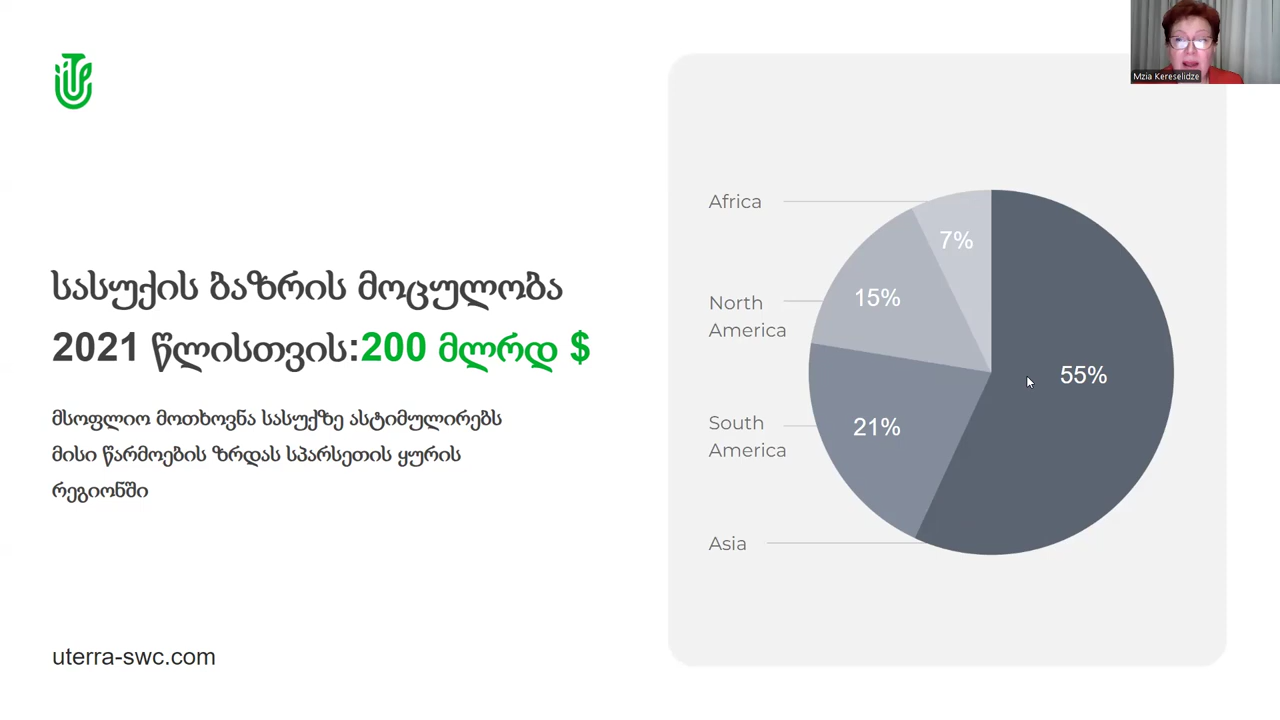 Mzia Kereselidze
სასუქის ბაზრის მოცულობა
2021 წლისთვის:200 მლრდ $
მსოფლიო მოთხოვნა სასუქზე ასტიმულირებს
მისი წარმოების ზრდას სპარსეთის ყურის
რეგიონში
uterra-swc.com
Africa
7%
North
America
15%
55%
South
America
21%
Asia